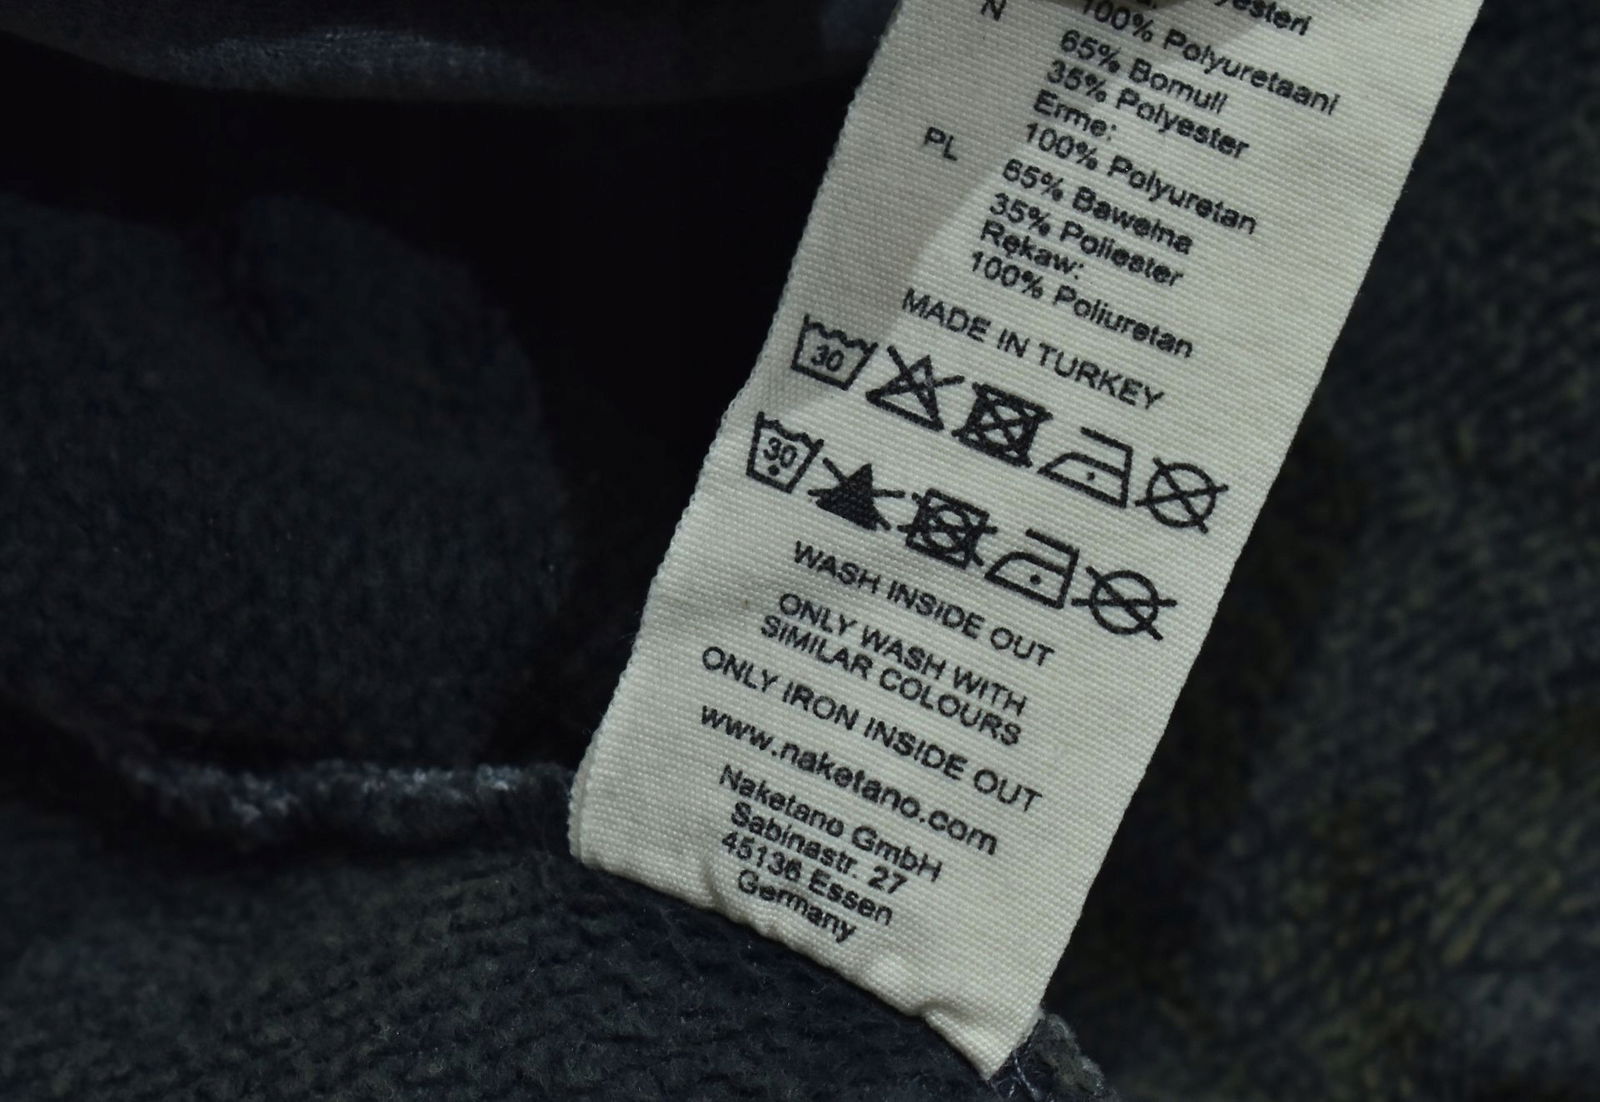 N
100% Polyuretaani
65% Bomull
35% Polyester
Erme:
100% Polyuretan
PL
65% Bawełna
35% Poliester
Rękaw:
100% Poliuretan
MADE IN TURKEY
30
30
WASH INSIDE OUT
ONLY WASH WITH
SIMILAR COLOURS
ONLY IRON INSIDE OUT
www.naketano.com
Naketano GmbH
Sabinastr. 27
45136 Essen
Germany